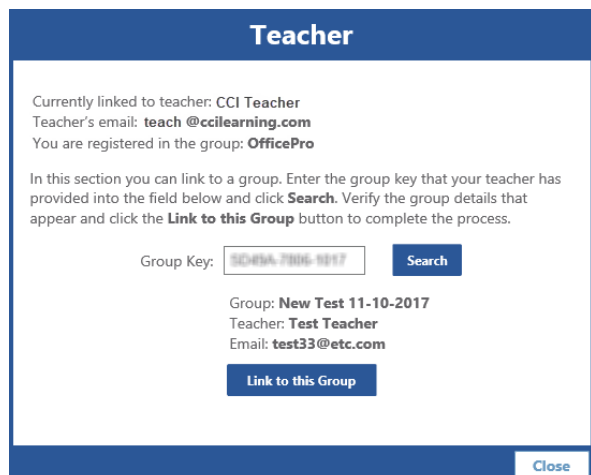 Teacher
Currently linked to teacher: CCI Teacher
Teacher's email: teach @ccilearning.com
You are registered in the group: OfficePro
In this section you can link to a group. Enter the group key that your teacher has
provided into the field below and click Search. Verify the group details that
appear and click the Link to this Group button to complete the process.
Group Key:
Search
Group: New Test 11-10-2017
Teacher: Test Teacher
Email: test33@etc.com
Link to this Group
Close